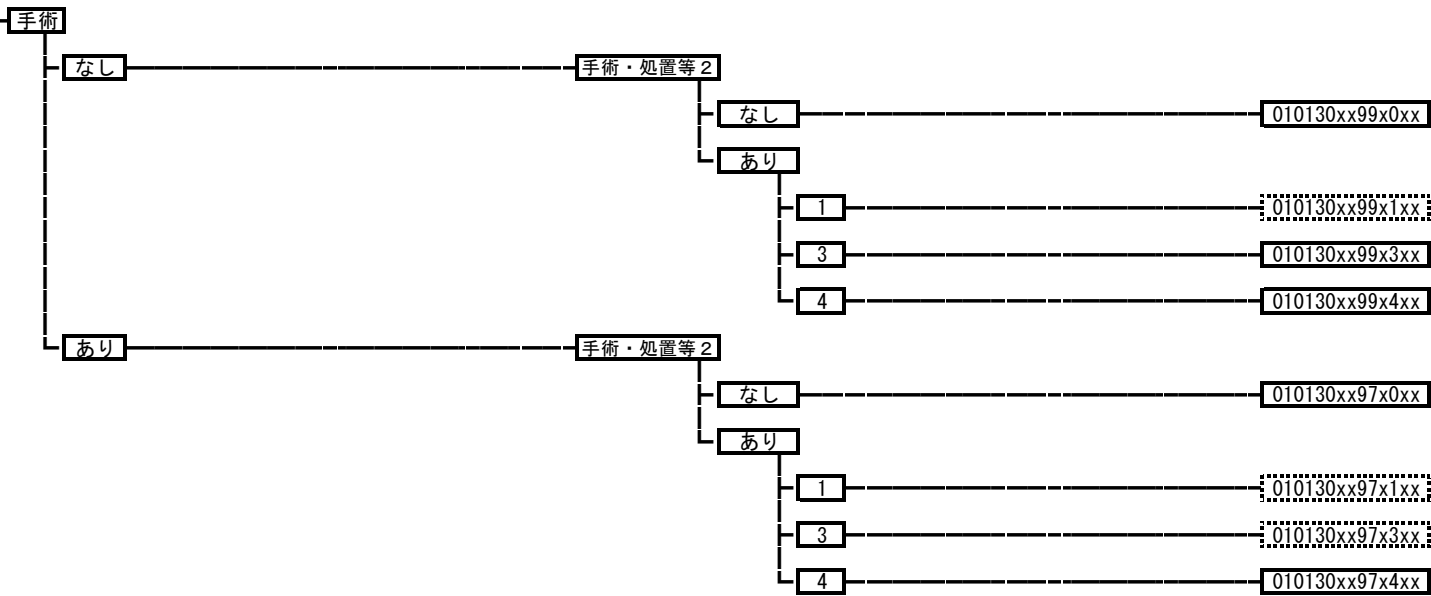 手術
なし 手術・処置等２
なし 010130xx99x0xx
あり
1 010130xx99x1xx
3 010130xx99x3xx
4 010130xx99x4xx
あり 手術・処置等２
なし 010130xx97x0xx
あり
1 010130xx97x1xx
3 010130xx97x3xx
4 010130xx97x4xx